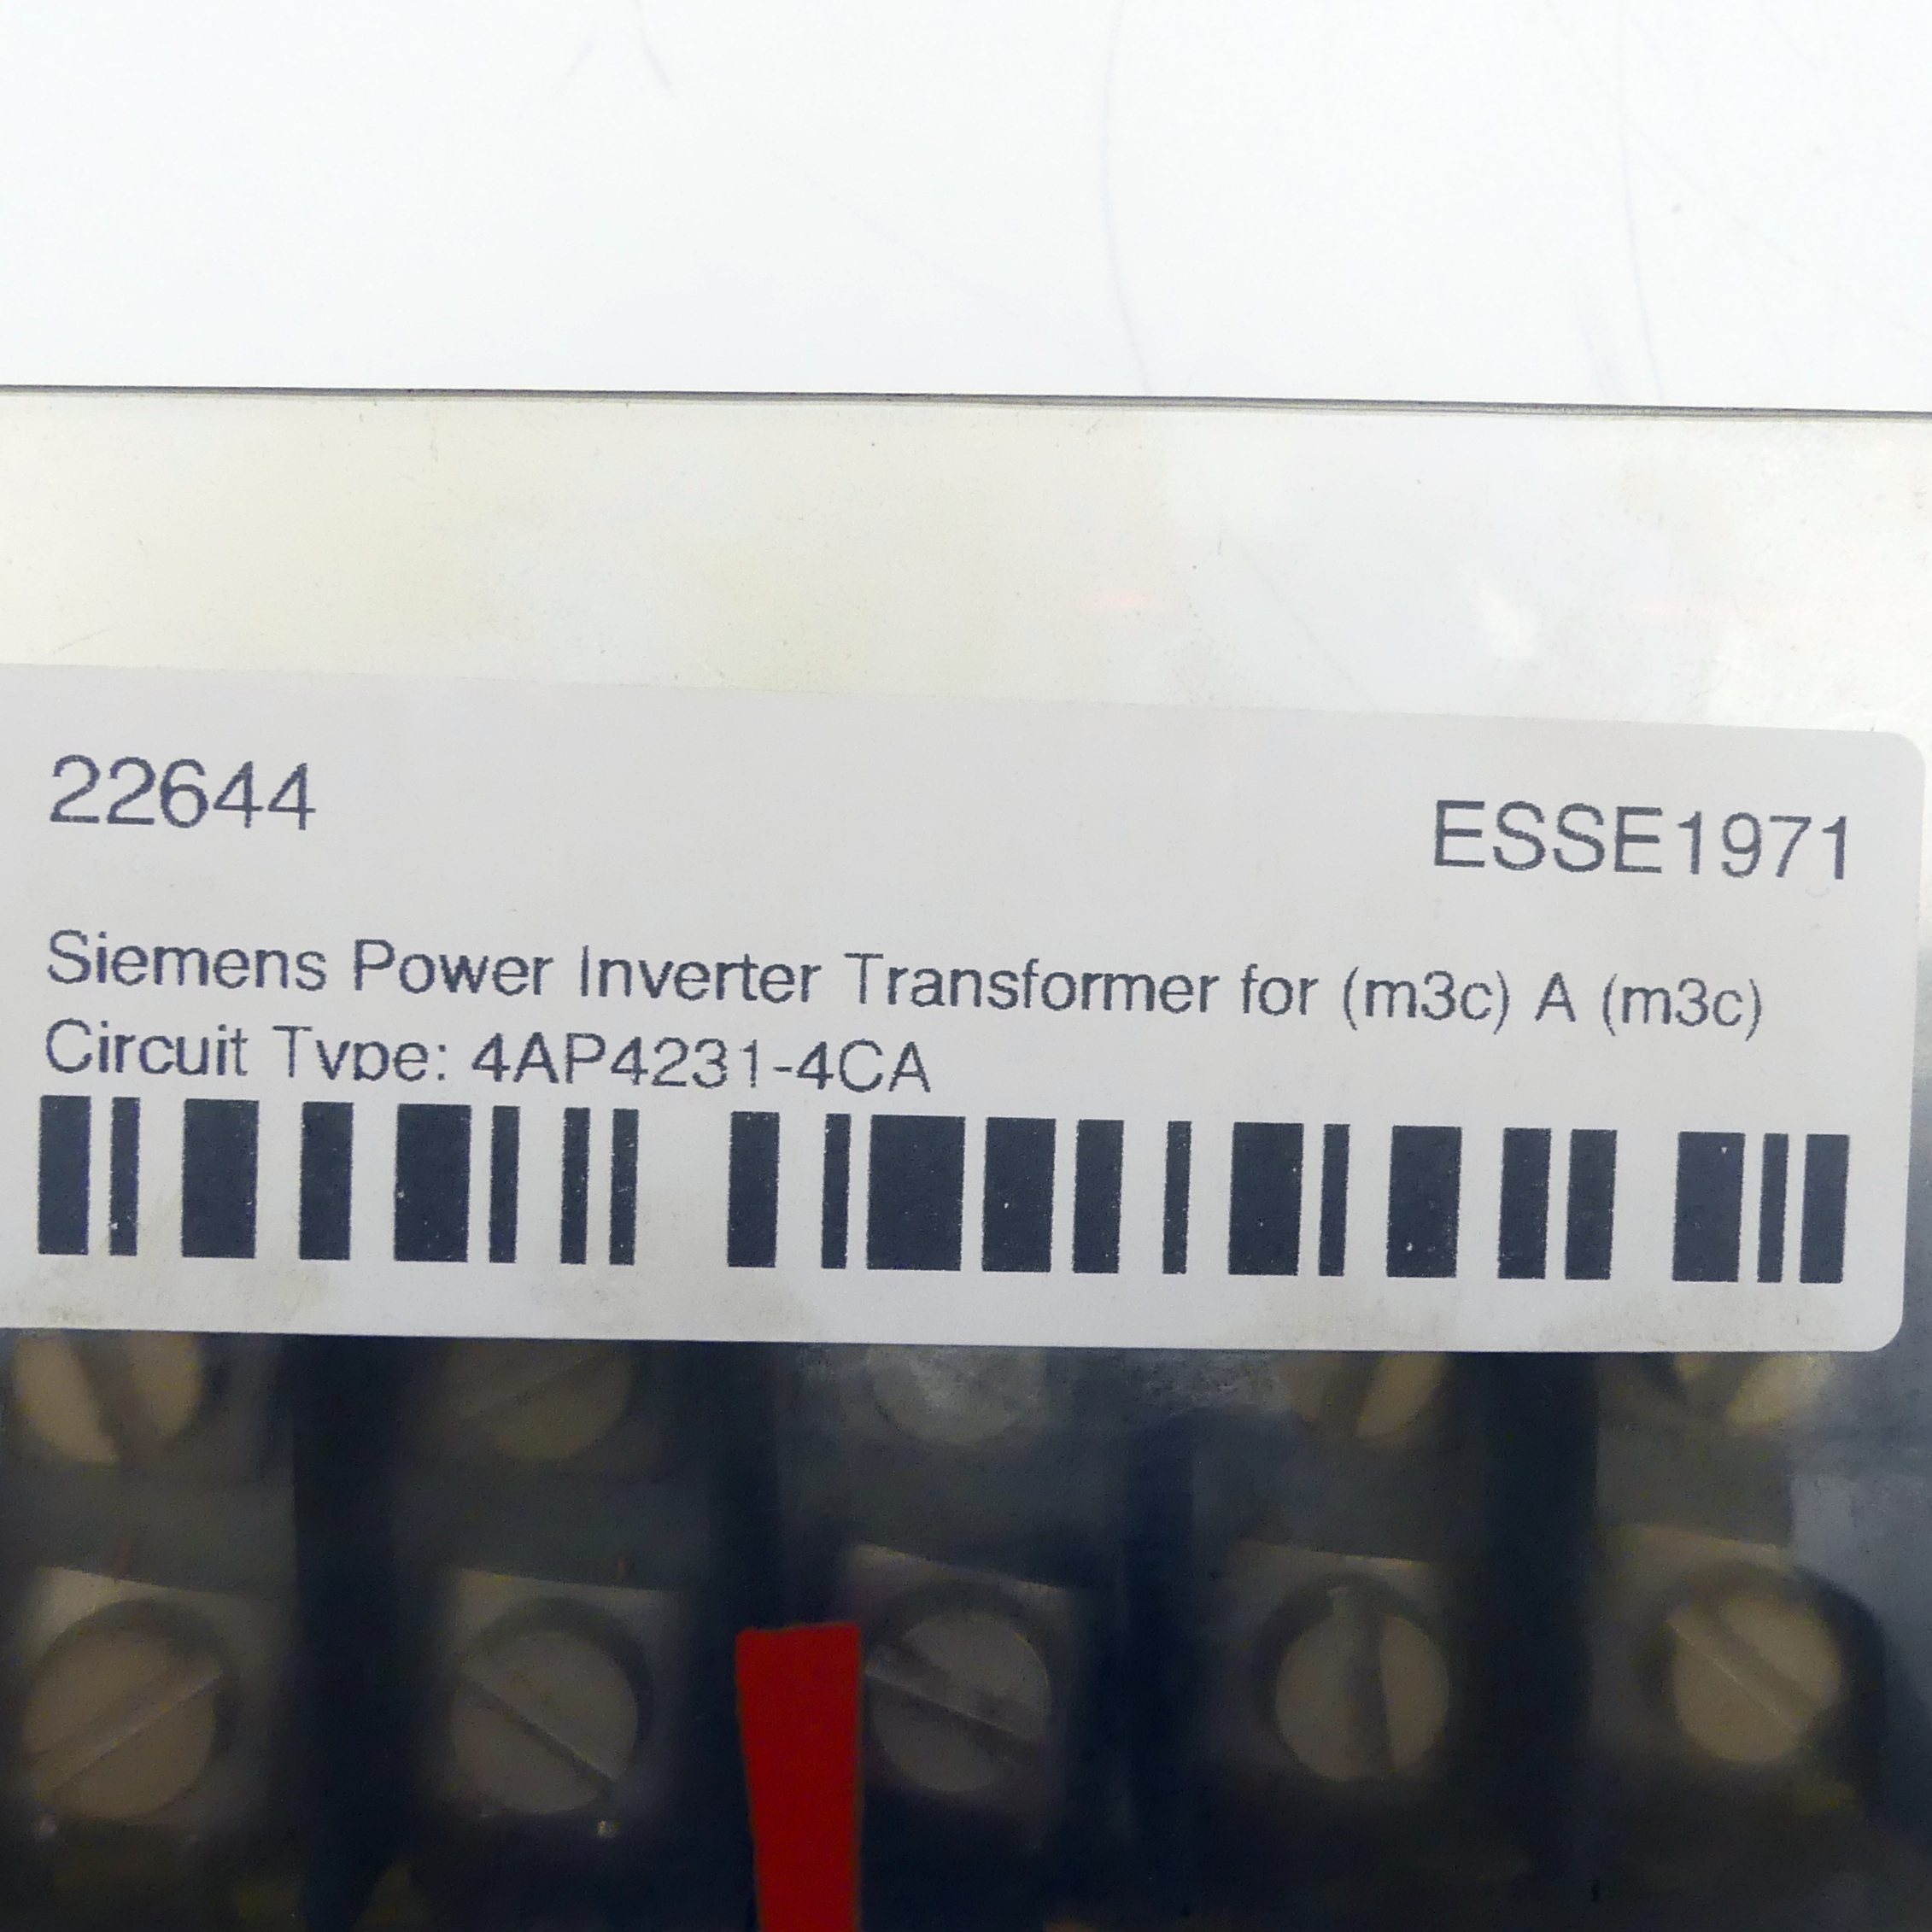 22644
ESSE1971
Siemens Power Inverter Transformer for (m3c) A (m3c)
Circuit Type: 4AP4231-4CA